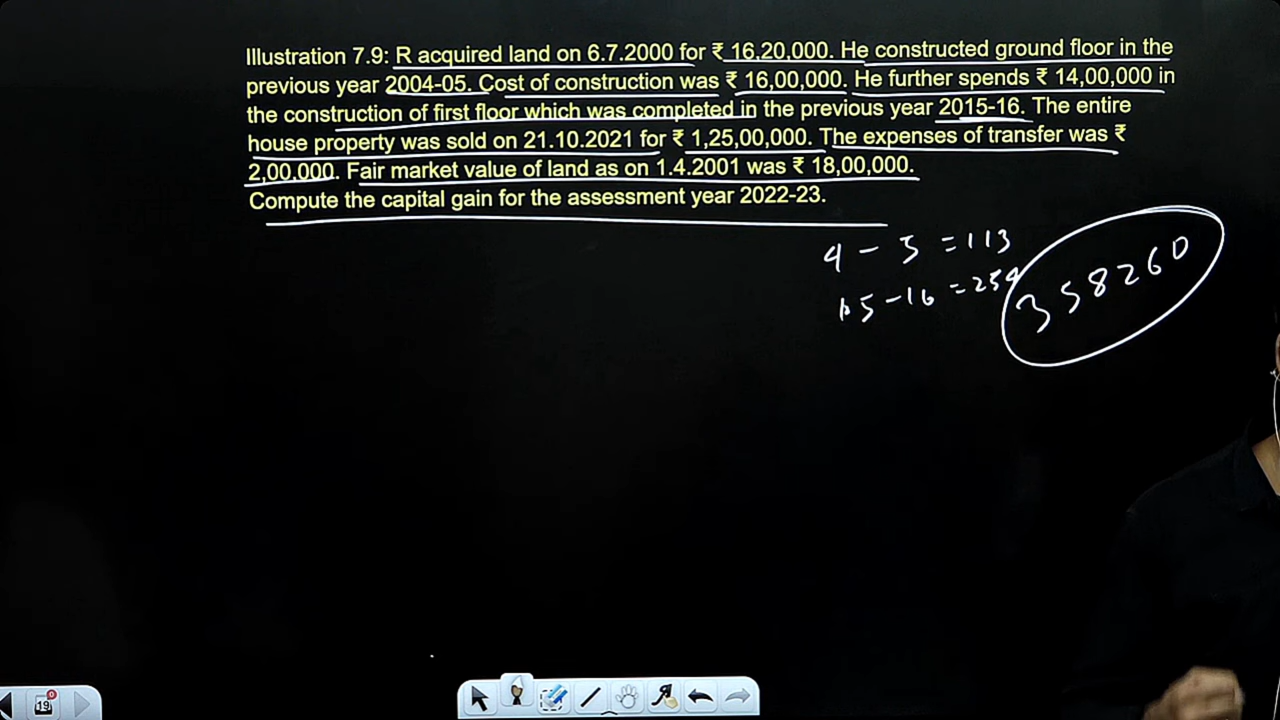 Illustration 7.9: R acquired land on 6.7.2000 for ₹ 16,20,000. He constructed ground floor in the
previous year 2004-05. Cost of construction was ₹ 16,00,000. He further spends ₹ 14,00,000 in
the construction of first floor which was completed in the previous year 2015-16. The entire
house property was sold on 21.10.2021 for ₹ 1,25,00,000. The expenses of transfer was ₹
2,00,000. Fair market value of land as on 1.4.2001 was ₹ 18,00,000.
Compute the capital gain for the assessment year 2022-23.
4 - 5 = 113
15-16 = 254
358260
19
0